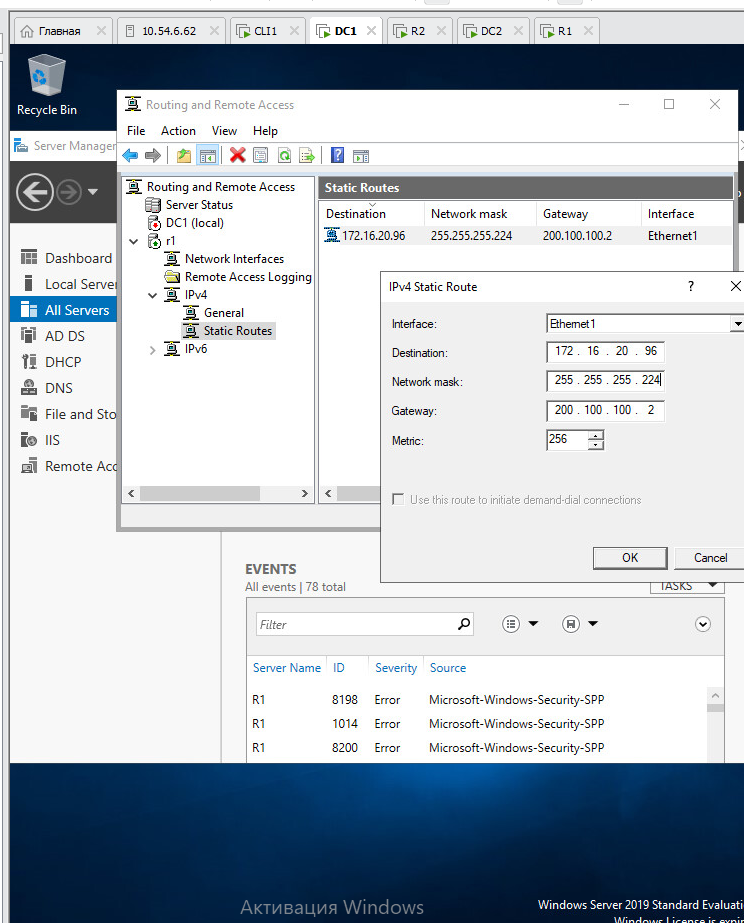 Главная
10.54.6.62
CLI1
DC1
R2
DC2
R1
Recycle Bin
Server Manager
Routing and Remote Access
File Action View Help
Routing and Remote Access
Server Status
DC1 (local)
r1
Network Interfaces
Remote Access Logging
IPv4
General
Static Routes
IPv6
Static Routes
Destination Network mask Gateway Interface
172.16.20.96 255.255.255.224 200.100.100.2 Ethernet1
Dashboard
Local Server
All Servers
AD DS
DHCP
DNS
File and Sto
IIS
Remote Acc
IPv4 Static Route
?
Interface: Ethernet1
Destination: 172 . 16 . 20 . 96
Network mask: 255 . 255 . 255 . 224
Gateway: 200 . 100 . 100 . 2
Metric: 256
Use this route to initiate demand-dial connections
OK Cancel
EVENTS
All events | 78 total
TASKS
Filter
Server Name ID Severity Source
R1 8198 Error Microsoft-Windows-Security-SPP
R1 1014 Error Microsoft-Windows-Security-SPP
R1 8200 Error Microsoft-Windows-Security-SPP
Активация Windows
Windows Server 2019 Standard Evaluati
Windows License is expir